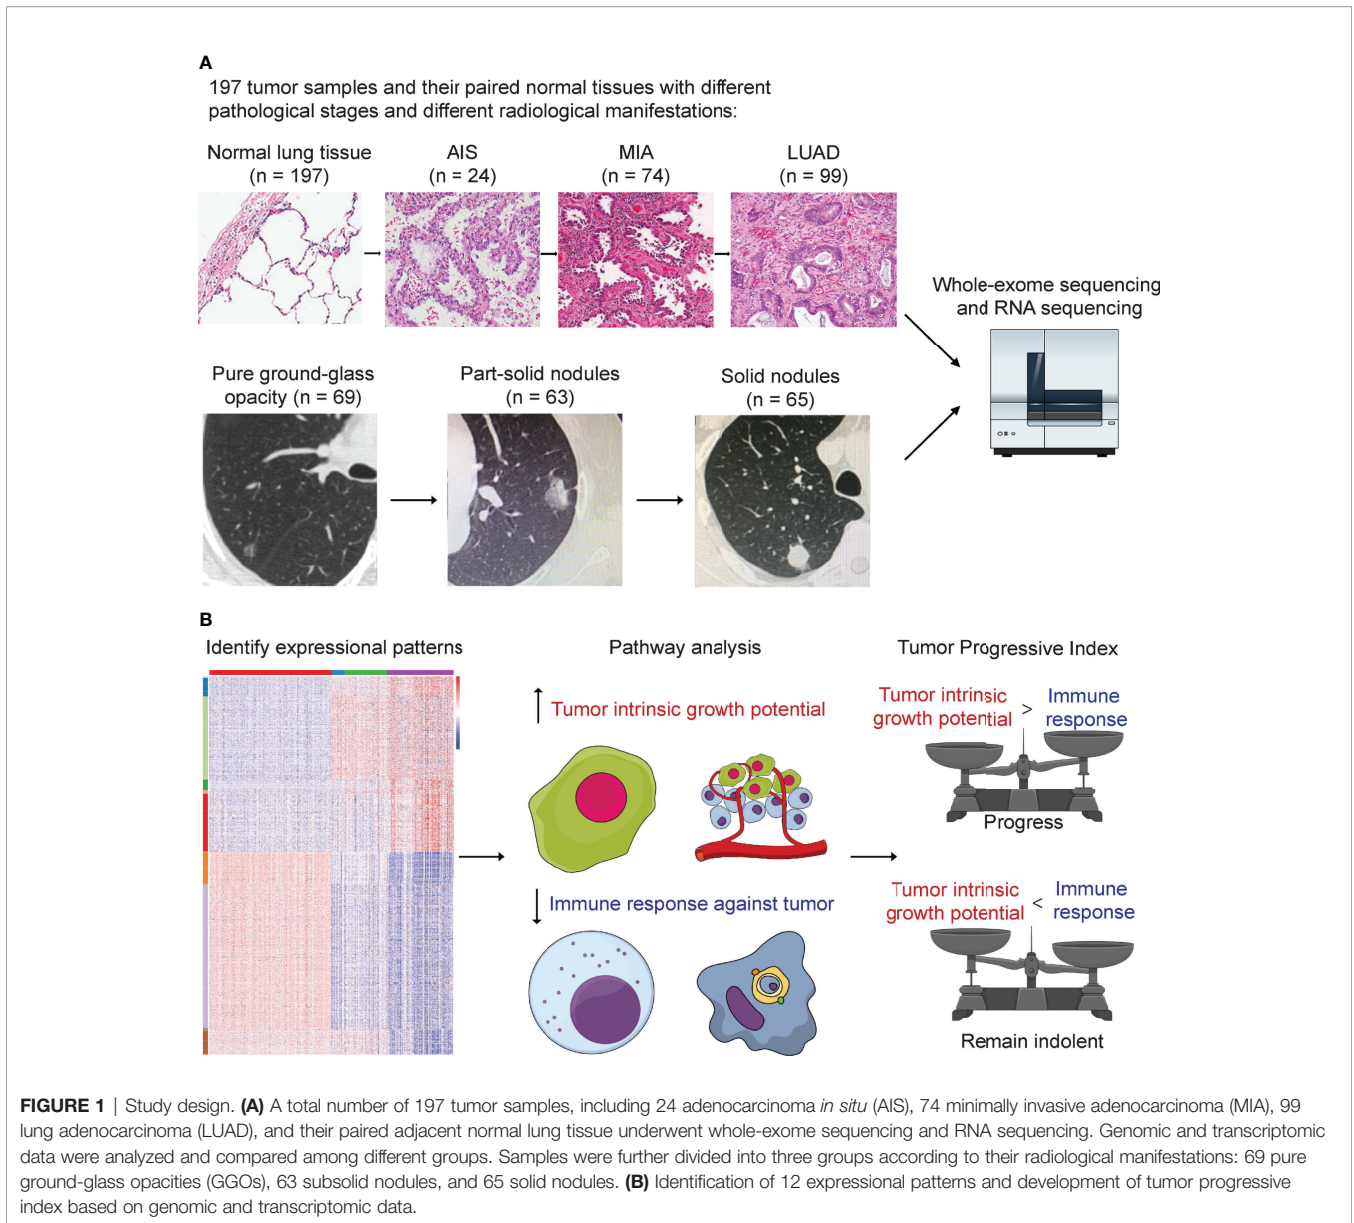 A
197 tumor samples and their paired normal tissues with different
pathological stages and different radiological manifestations:
Normal lung tissue
(n = 197)
AIS
(n = 24)
MIA
(n = 74)
LUAD
(n = 99)
Whole-exome sequencing
and RNA sequencing
Pure ground-glass
opacity (n = 69)
Part-solid nodules
(n = 63)
Solid nodules
(n = 65)
B
Identify expressional patterns
Pathway analysis
Tumor Progressive Index
Tumor intrinsic growth potential
Tumor intrinsic
growth potential
>
Immune
response
Progress
Immune response against tumor
Tumor intrinsic
growth potential
<
Immune
response
Remain indolent
FIGURE 1 | Study design. (A) A total number of 197 tumor samples, including 24 adenocarcinoma in situ (AIS), 74 minimally invasive adenocarcinoma (MIA), 99
lung adenocarcinoma (LUAD), and their paired adjacent normal lung tissue underwent whole-exome sequencing and RNA sequencing. Genomic and transcriptomic
data were analyzed and compared among different groups. Samples were further divided into three groups according to their radiological manifestations: 69 pure
ground-glass opacities (GGOs), 63 subsolid nodules, and 65 solid nodules. (B) Identification of 12 expressional patterns and development of tumor progressive
index based on genomic and transcriptomic data.